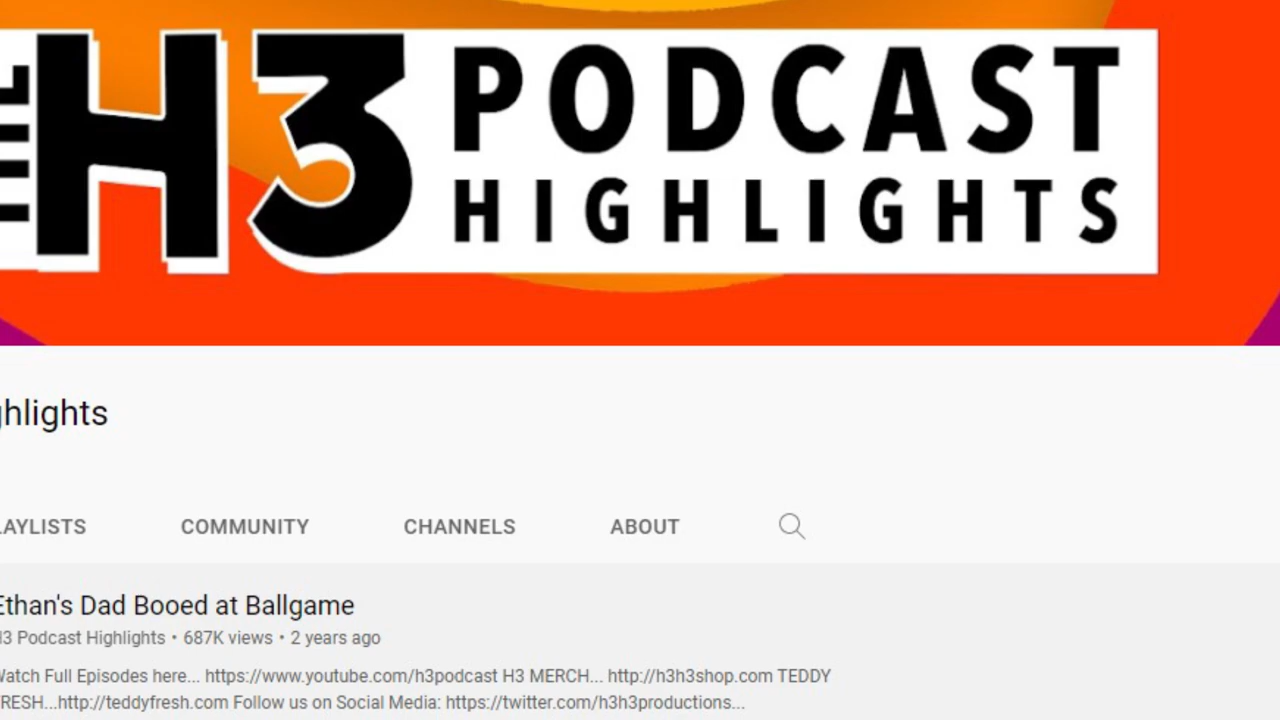 THE H3 PODCAST
HIGHLIGHTS
ghlights
LAYLISTS COMMUNITY CHANNELS ABOUT
Ethan's Dad Booed at Ballgame
H3 Podcast Highlights • 687K views • 2 years ago
Watch Full Episodes here... https://www.youtube.com/h3podcast H3 MERCH... http://h3h3shop.com TEDDY
FRESH...http://teddyfresh.com Follow us on Social Media: https://twitter.com/h3h3productions...